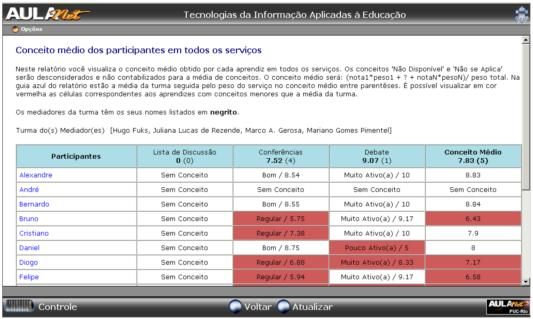 AULANet
Tecnologias da Informação Aplicadas à Educação
Opções
Conceito médio dos participantes em todos os serviços
Neste relatório você visualiza o conceito médio obtido por cada aprendiz em todos os serviços. Os conceitos 'Não Disponível' e 'Não se Aplica'
serão desconsiderados e não contabilizados para a média de conceitos. O conceito médio será: (nota1*peso1 + ? + notaN*pesoN)/ peso total. Na
guia azul do relatório estão a média da turma seguida pelo peso do serviço no conceito médio entre parentêses. É possível visualizar em cor
vermelha as células correspondentes aos aprendizes com conceitos menores que a média da turma.
Os mediadores da turma têm os seus nomes listados em negrito.
Turma do(s) Mediador(es) [Hugo Fuks, Juliana Lucas de Rezende, Marco A. Gerosa, Mariano Gomes Pimentel]
Participantes Lista de Discussão Conferências Debate Conceito Médio
0 (0) 7.52 (4) 9.07 (1) 7.83 (5)
Alexandre Sem Conceito Bom / 8.54 Muito Ativo(a) / 10 8.83
André Sem Conceito Sem Conceito Sem Conceito Sem Conceito
Bernardo Sem Conceito Bom / 8.55 Muito Ativo(a) / 10 8.84
Bruno Sem Conceito Regular / 5.75 Muito Ativo(a) / 9.17 6.43
Cristiano Sem Conceito Regular / 7.38 Muito Ativo(a) / 10 7.9
Daniel Sem Conceito Bom / 8.75 Pouco Ativo(a) / 5 8
Diogo Sem Conceito Regular / 6.88 Muito Ativo(a) / 8.33 7.17
Felipe Sem Conceito Regular / 5.94 Muito Ativo(a) / 9.17 6.58
Controle Voltar Atualizar
AULANet
PUC-Rio